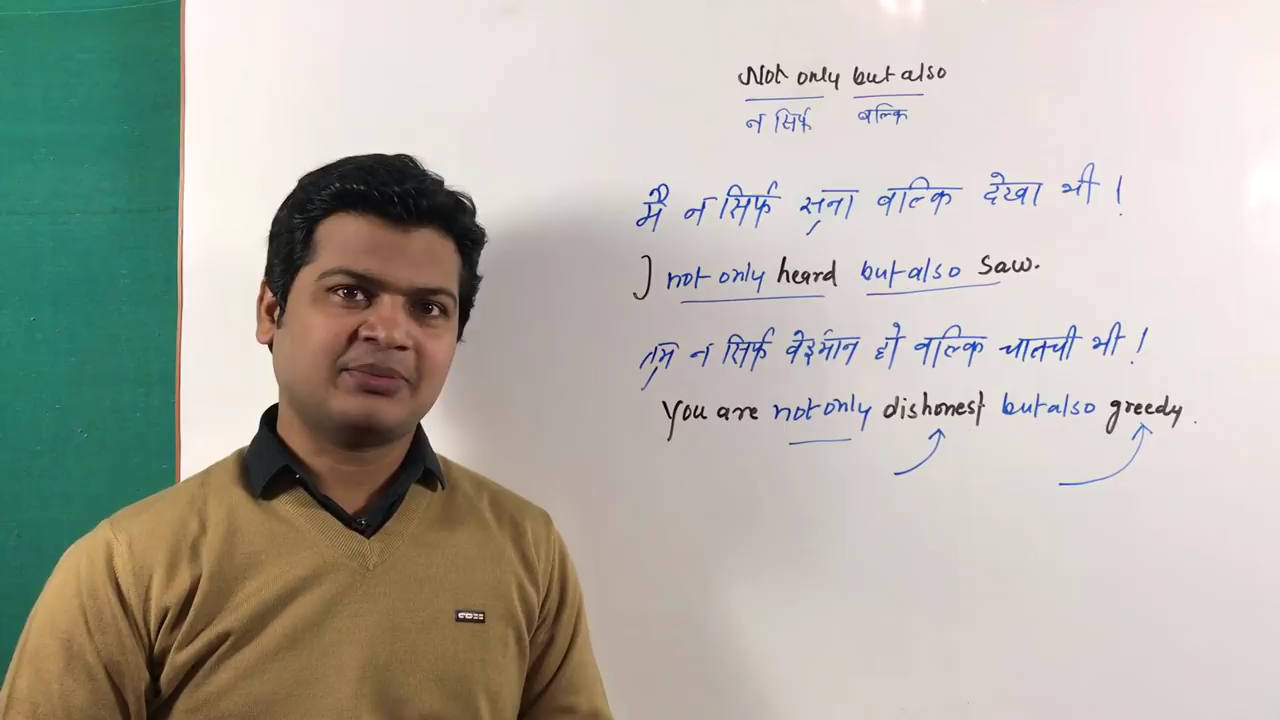 Not only but also
न सिर्फ बल्कि
मै न सिर्फ सुना बल्कि देखा भी !
I not only heard but also saw.
तुम न सिर्फ बेईमान हो बल्कि चालची भी !
You are not only dishonest but also greedy.